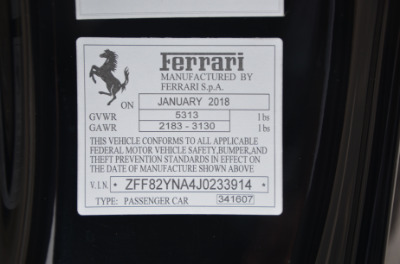 Ferrari
MANUFACTURED BY
FERRARI S.p.A.
ON JANUARY 2018
GVWR 5313 lbs
GAWR 2183 - 3130 lbs
THIS VEHICLE CONFORMS TO ALL APPLICABLE
FEDERAL MOTOR VEHICLE SAFETY, BUMPER, AND
THEFT PREVENTION STANDARDS IN EFFECT ON
THE DATE OF MANUFACTURE SHOWN ABOVE.
V.I.N. * ZFF82YNA4J0233914 *
TYPE: PASSENGER CAR 341607